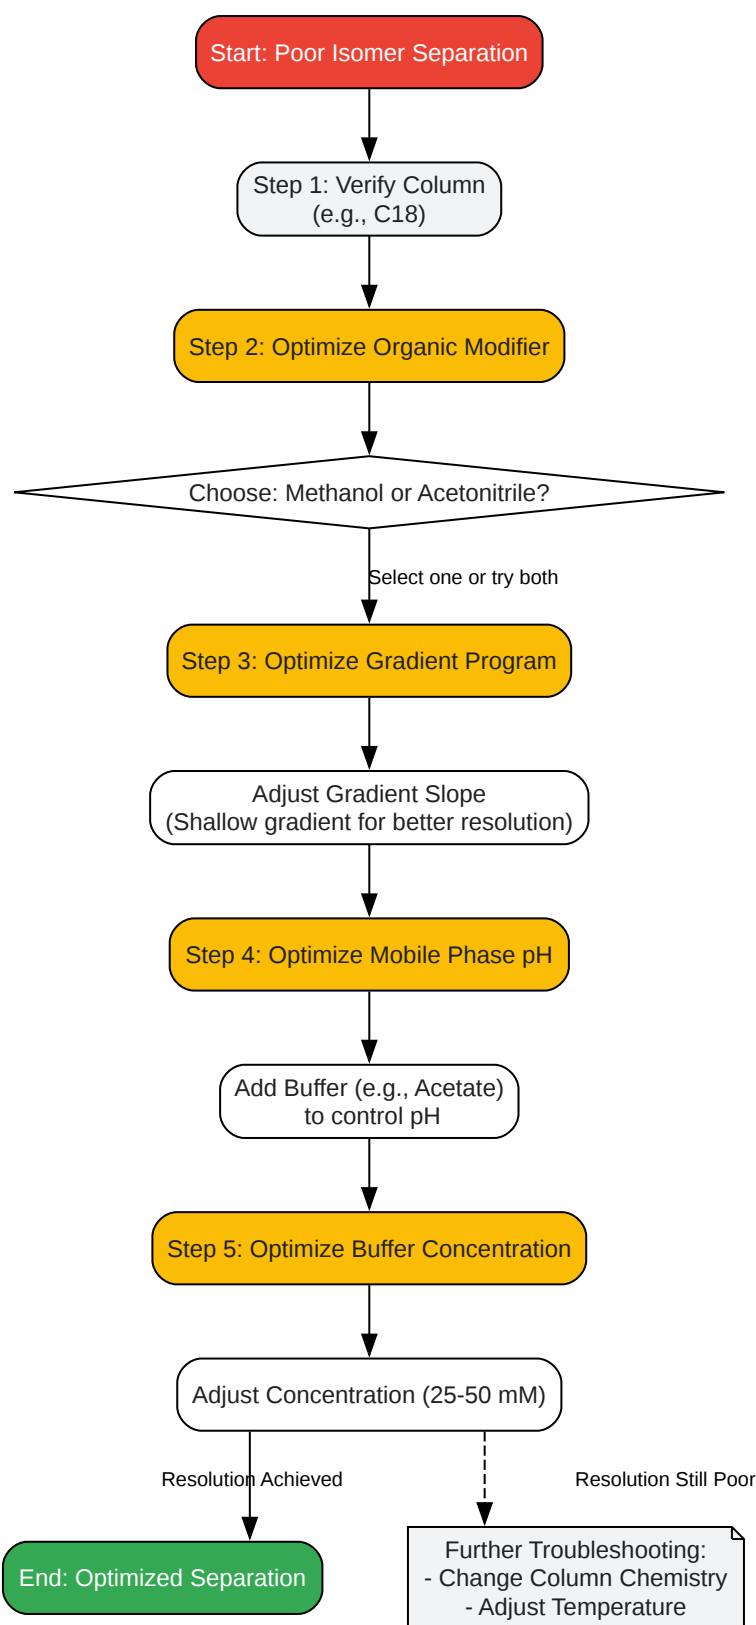 Start: Poor Isomer Separation
Step 1: Verify Column
(e.g., C18)
Step 2: Optimize Organic Modifier
Choose: Methanol or Acetonitrile?
Select one or try both
Step 3: Optimize Gradient Program
Adjust Gradient Slope
(Shallow gradient for better resolution)
Step 4: Optimize Mobile Phase pH
Add Buffer (e.g., Acetate)
to control pH
Step 5: Optimize Buffer Concentration
Adjust Concentration (25-50 mM)
Resolution Achieved
Resolution Still Poor
End: Optimized Separation
Further Troubleshooting:
- Change Column Chemistry
- Adjust Temperature